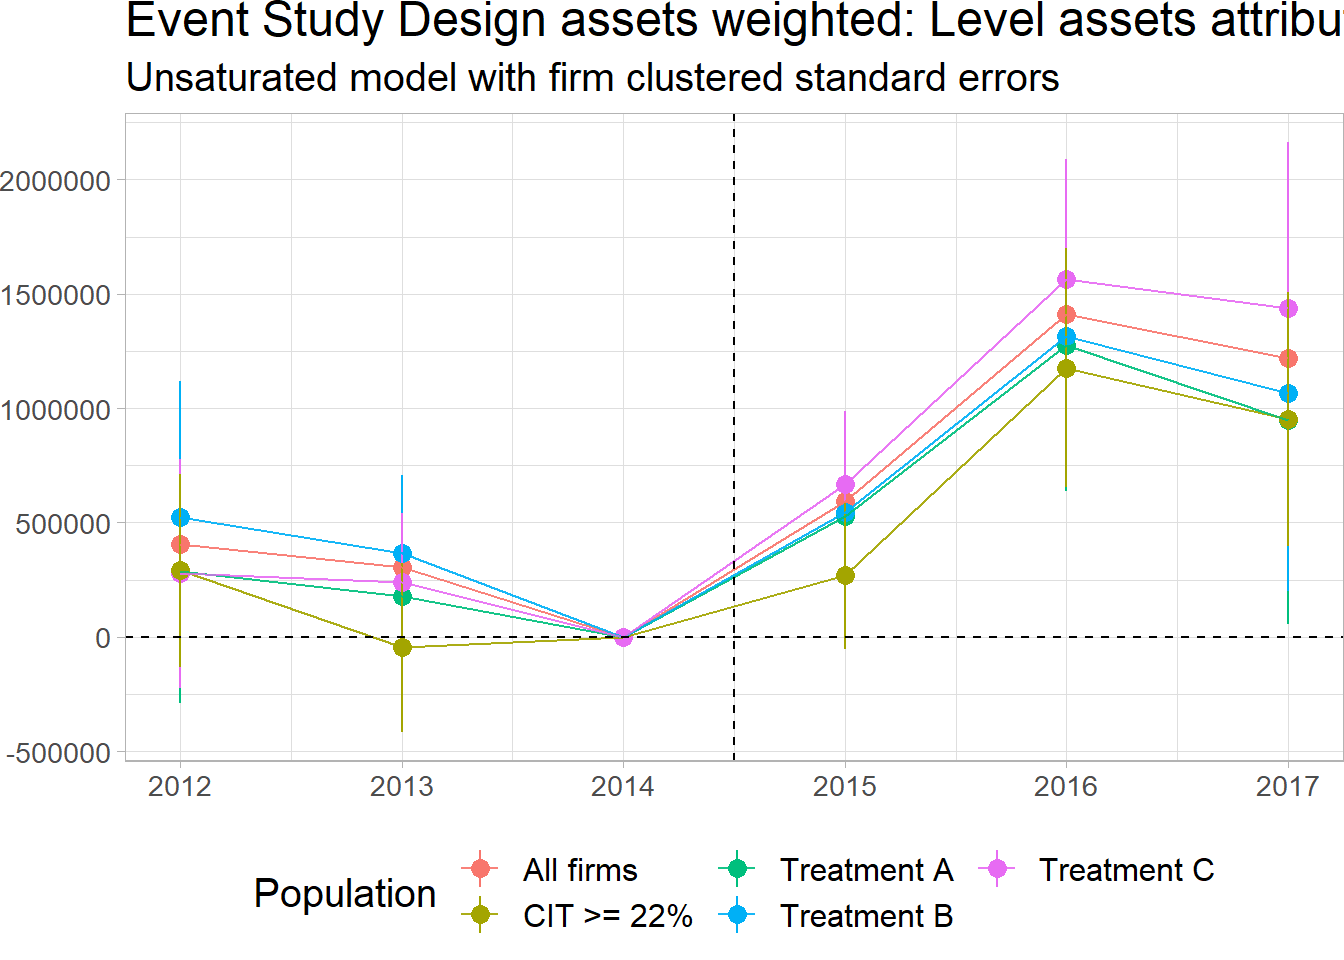 Event Study Design assets weighted: Level assets
Unsaturated model with firm clustered standard errors
2000000
1500000
1000000
500000
0
-500000
2012 2013 2014 2015 2016 2017
Population
All firms Treatment A Treatment C
CIT >= 22% Treatment B